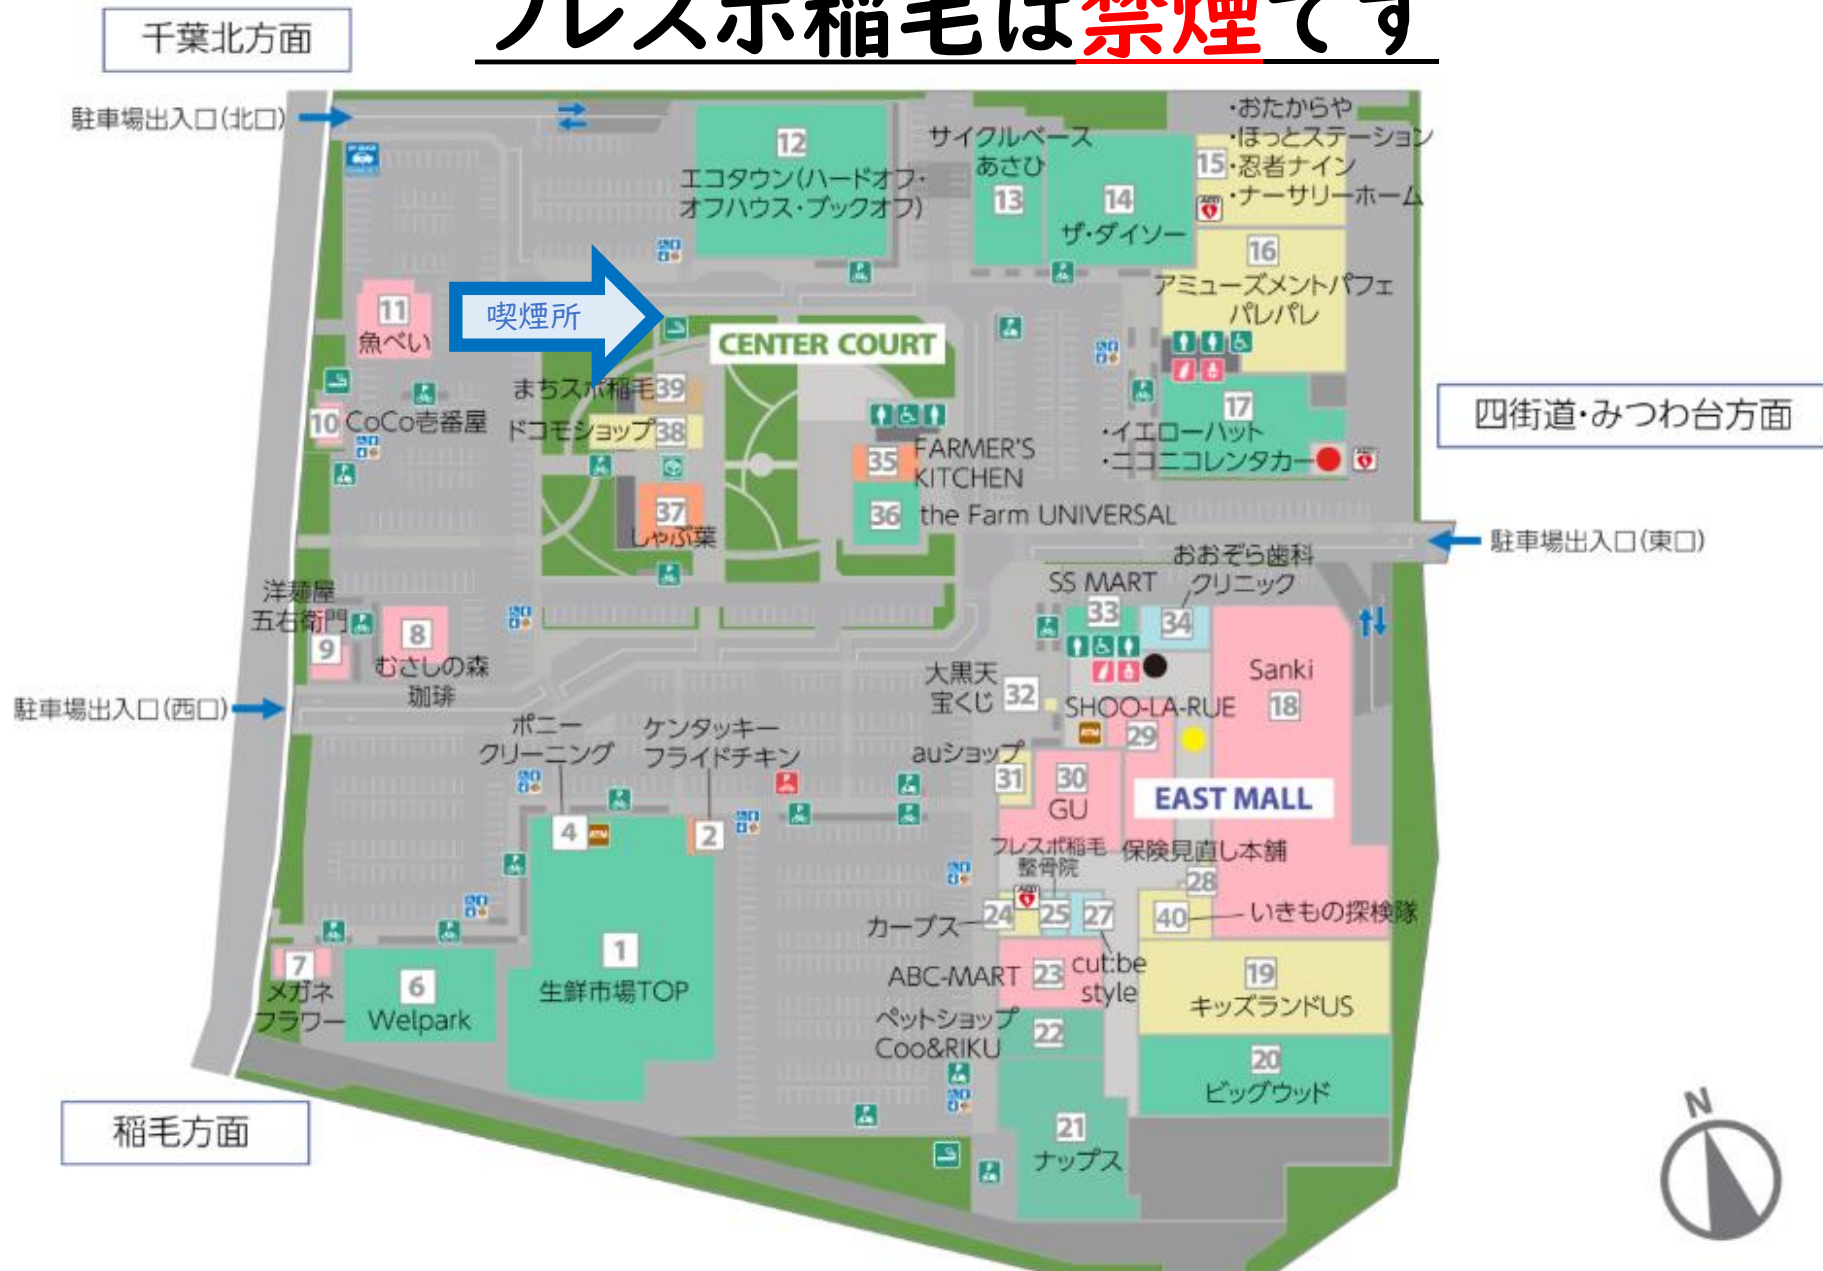 フレスポ稲毛は禁煙です
千葉北方面
駐車場出入口(北口)
12
エコタウン(ハードオフ・
オフハウス・ブックオフ)
サイクルベース
あさひ
13
14
ザ・ダイソー
・おたからや
・ほっとステーション
15
・忍者ナイン
・ナーサリーホーム
16
アミューズメントパフェ
パレパレ
11
魚べい
喫煙所
CENTER COURT
まちスポ稲毛
39
ドコモショップ
38
10
CoCo壱番屋
17
・イエローハット
・ニコニコレンタカー
四街道・みつわ台方面
35
FARMER'S
KITCHEN
37
しゃぶ葉
36
the Farm UNIVERSAL
駐車場出入口(東口)
おおぞら歯科
クリニック
SS MART
33
34
洋麺屋
五右衛門
9
8
むさしの森
珈琲
駐車場出入口(西口)
大黒天
宝くじ
32
Sanki
18
SHOO-LA-RUE
29
ポニー
クリーニング
ケンタッキー
フライドチキン
auショップ
31
30
GU
EAST MALL
4
ATM
2
フレスポ稲毛
整骨院
保険見直し本舗
28
カーブス
24
25
27
40
いきもの探検隊
1
生鮮市場TOP
7
メガネ
フラワー
6
Welpark
ABC-MART
23
cut:be
style
19
キッズランドUS
ペットショップ
Coo&RIKU
22
20
ビッグウッド
21
ナップス
稲毛方面
N